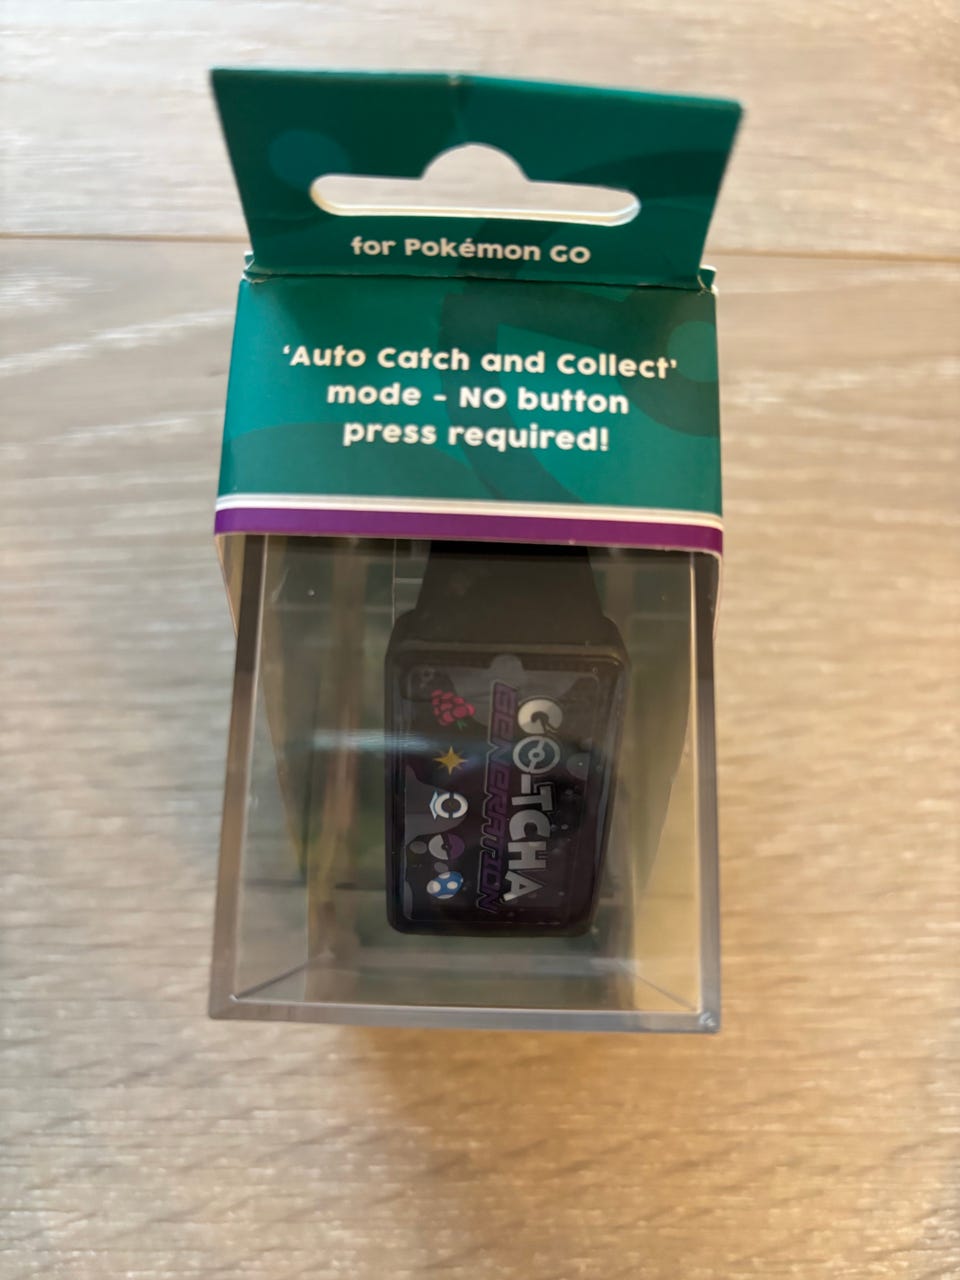 for Pokémon GO
‘Auto Catch and Collect’
mode - NO button
press required!
GO-TCHA
GENERATION